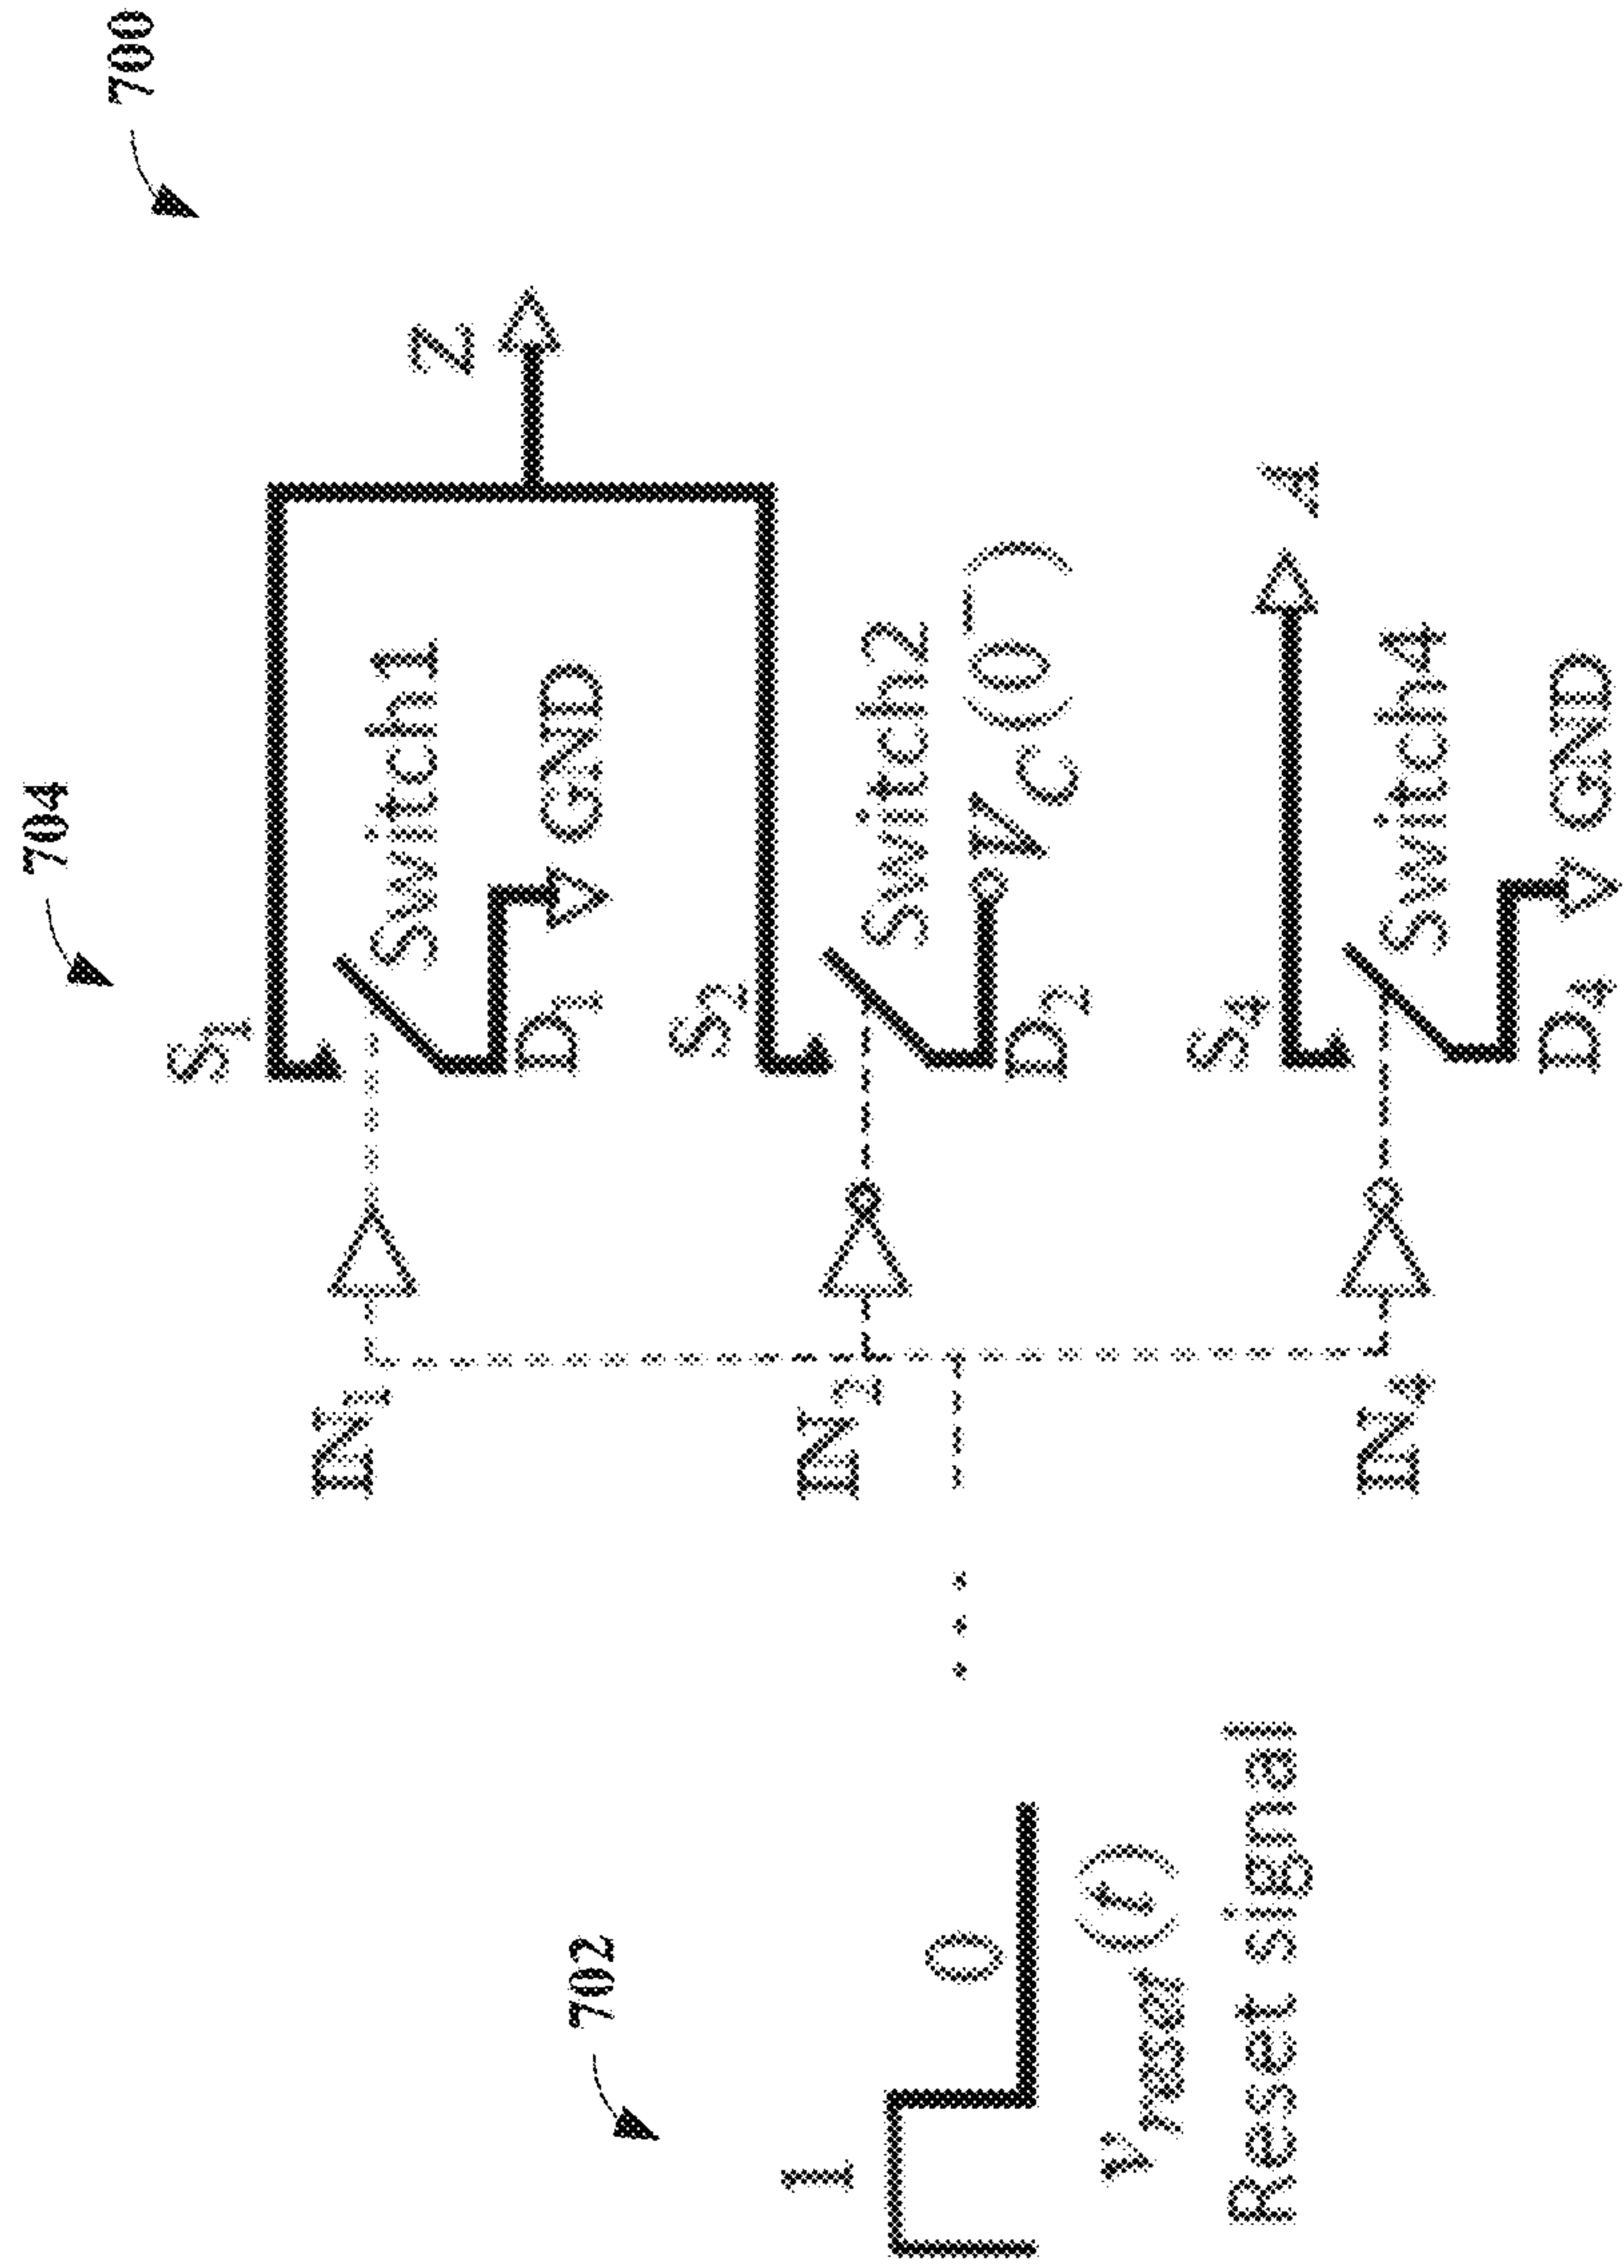 700
704
702
S1
Switch1
D1
GND
Z
IN1
S2
Switch2
D2
VC(0⁻)
IN2
S4
Switch4
D4
GND
A
IN4
1
0
vreset(t)
Reset signal